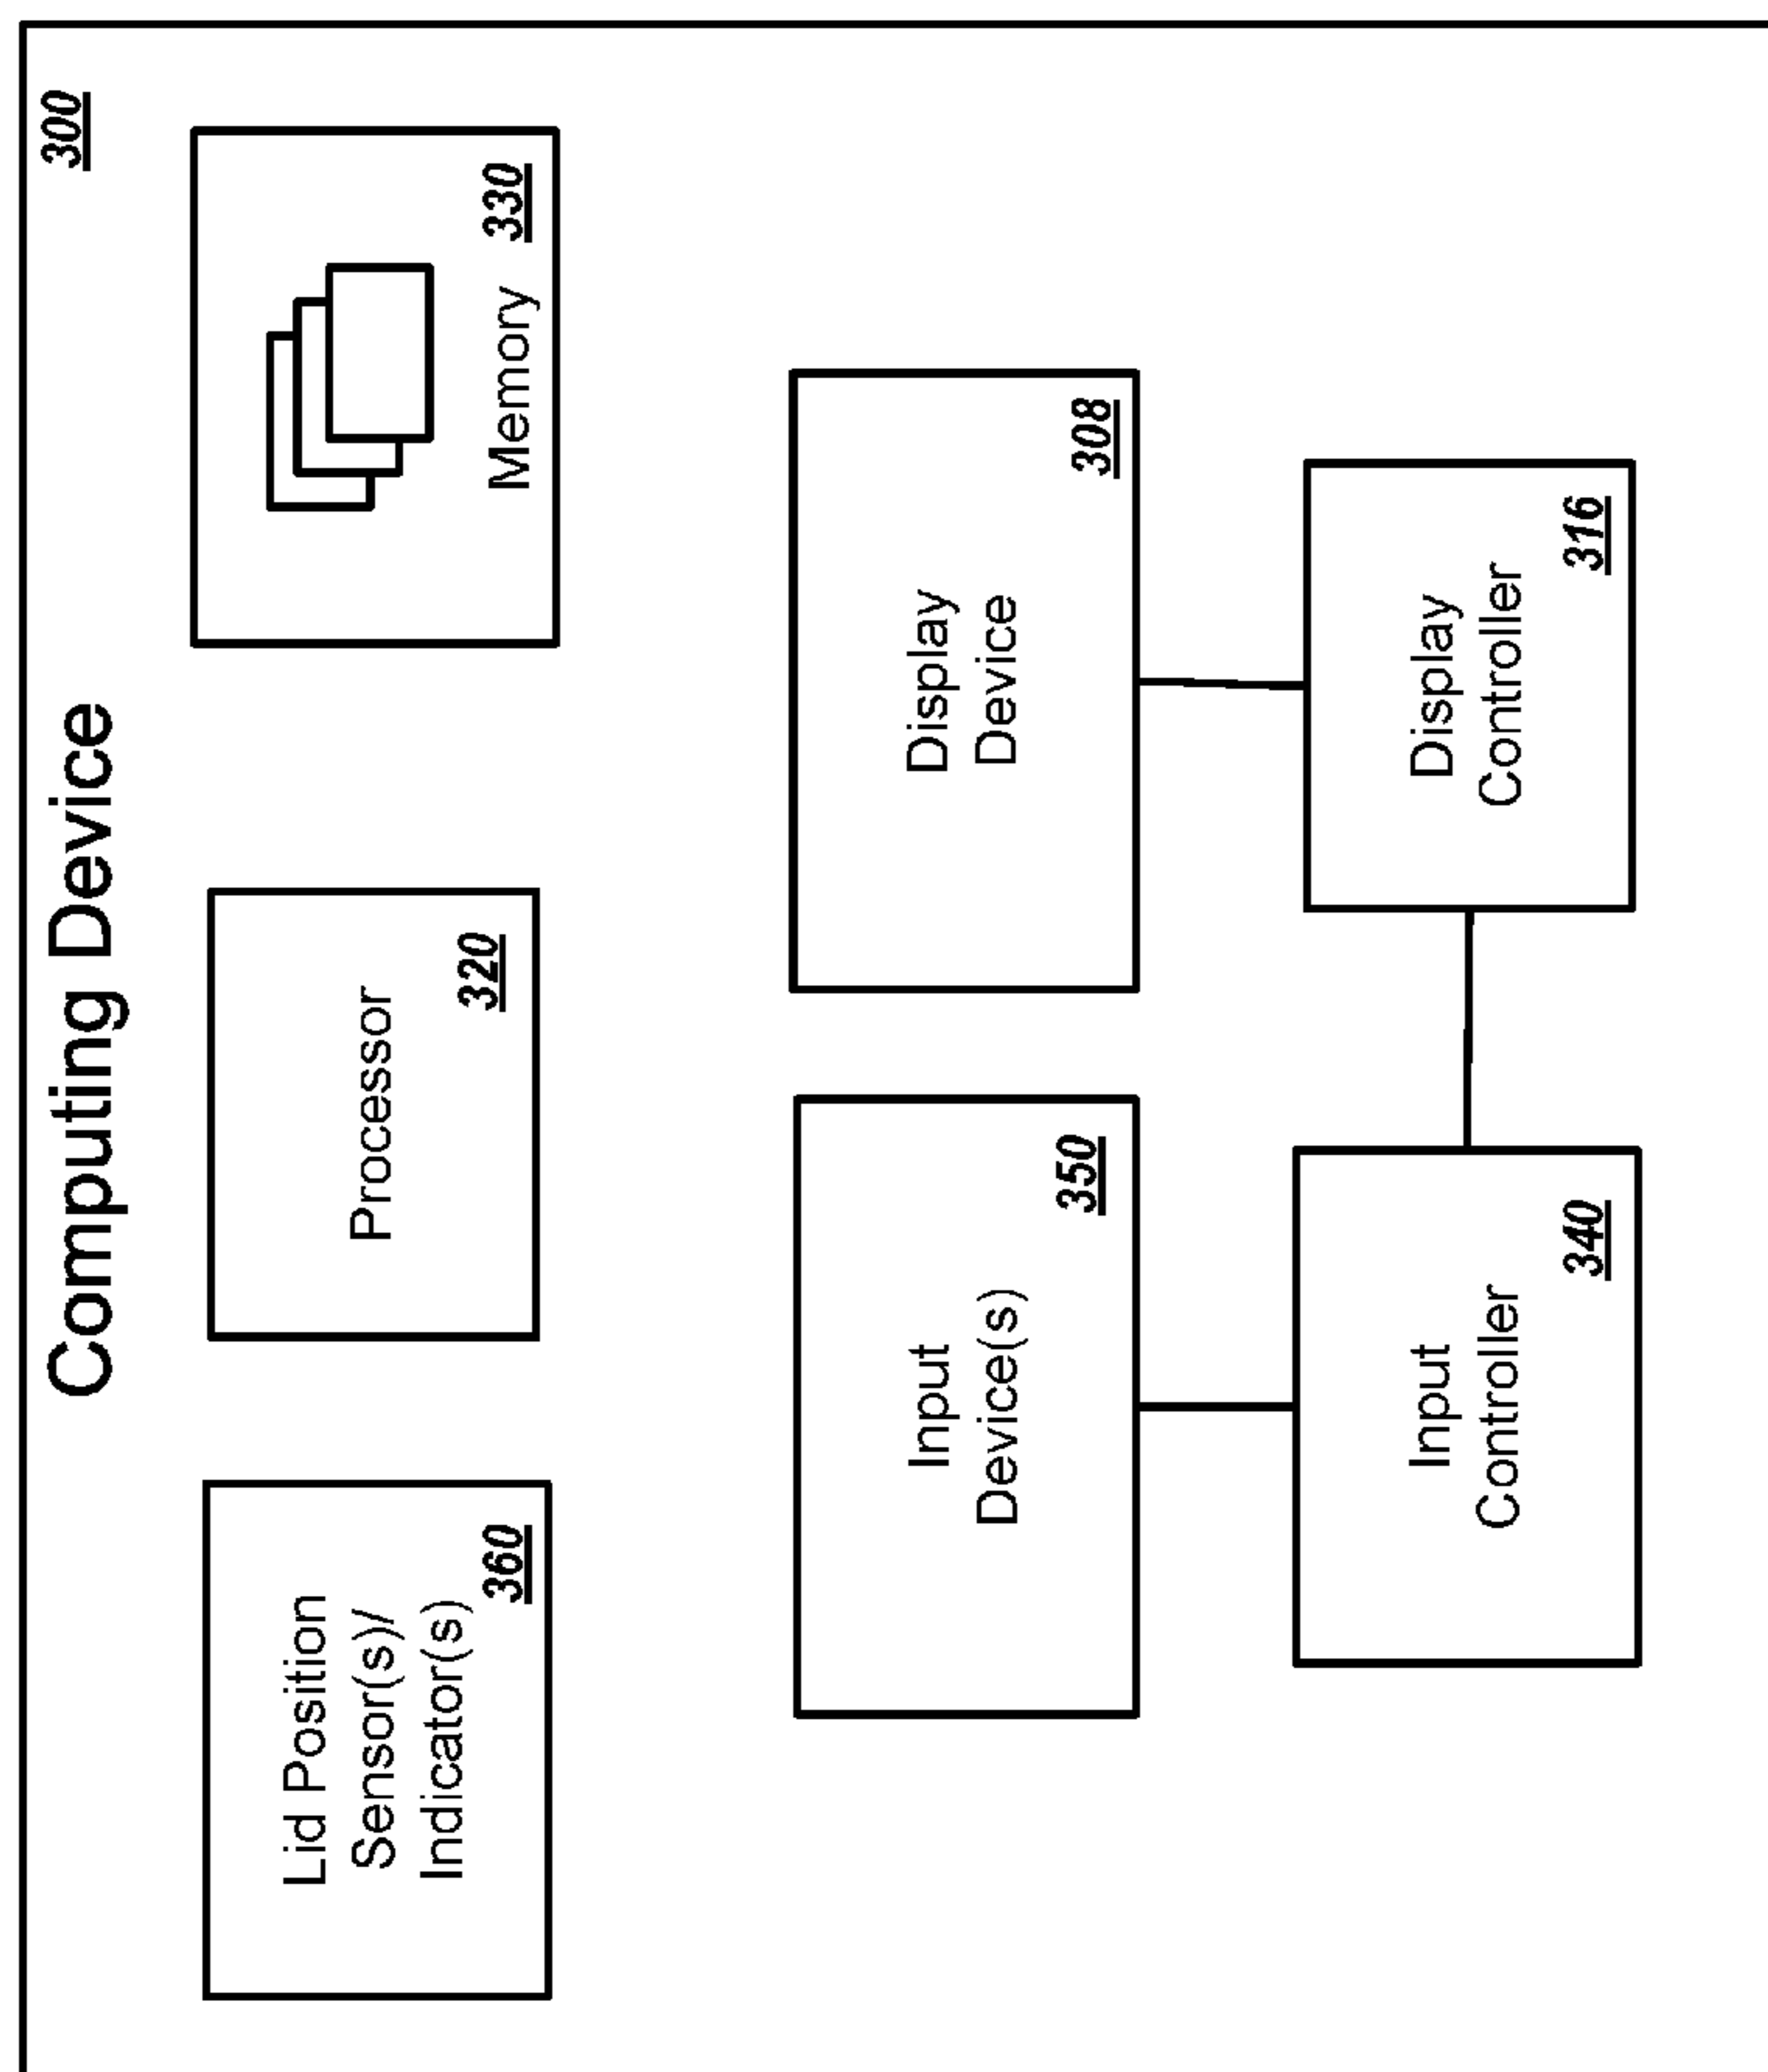 Computing Device
300
Lid Position
Sensor(s)/
Indicator(s)
360
Processor
320
Memory
330
Input
Device(s)
350
Display
Device
308
Input
Controller
340
Display
Controller
316